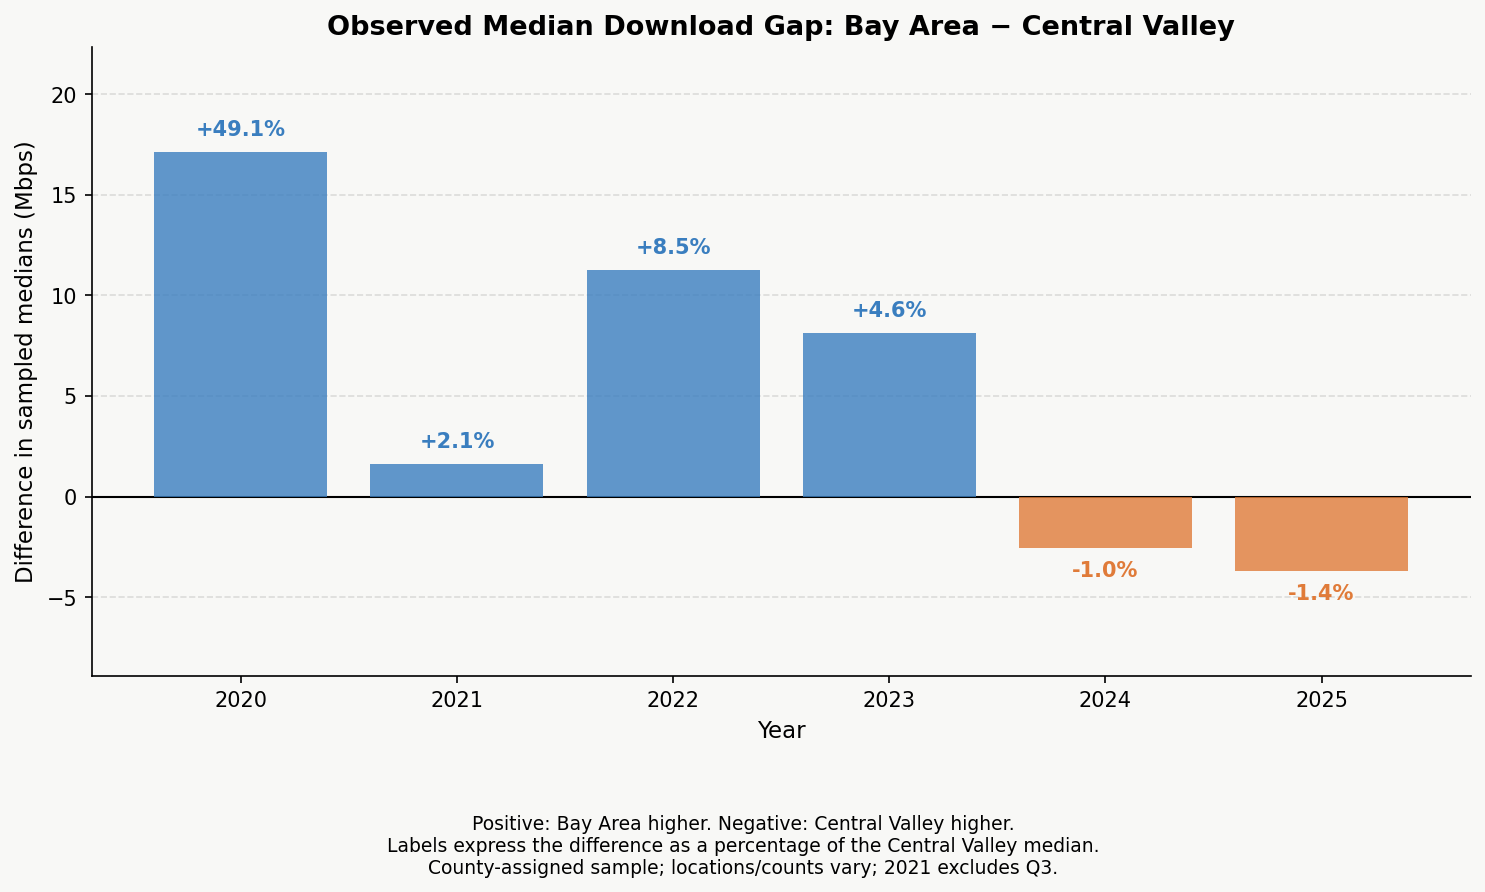 Observed Median Download Gap: Bay Area − Central Valley
Difference in sampled medians (Mbps)
20
15
10
5
0
−5
+49.1%
+2.1%
+8.5%
+4.6%
-1.0%
-1.4%
2020 2021 2022 2023 2024 2025
Year
Positive: Bay Area higher. Negative: Central Valley higher.
Labels express the difference as a percentage of the Central Valley median.
County-assigned sample; locations/counts vary; 2021 excludes Q3.